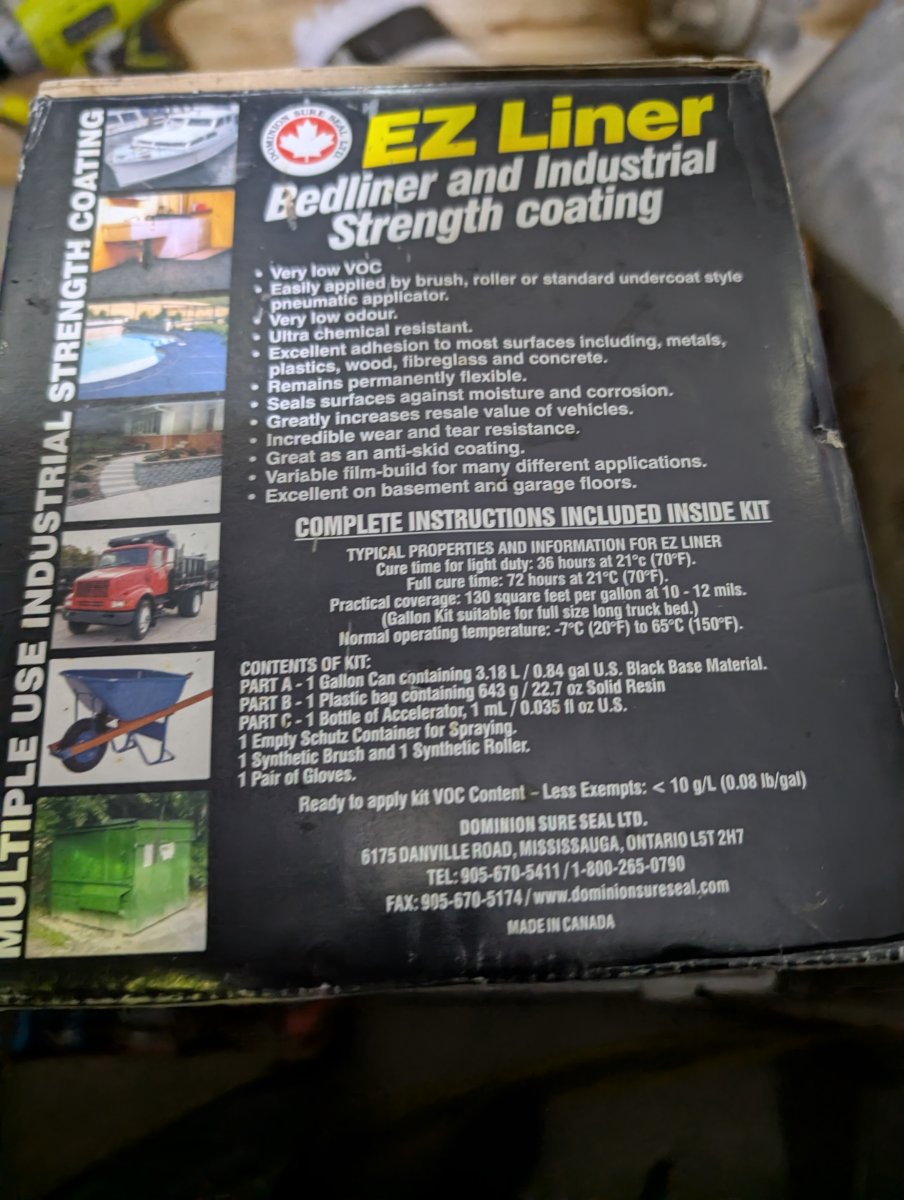 MULTIPLE USE INDUSTRIAL STRENGTH COATING
DOMINION SURE SEAL LTD.
EZ Liner
Bedliner and Industrial
Strength coating
• Very low VOC
• Easily applied by brush, roller or standard undercoat style
pneumatic applicator.
• Very low odour.
• Ultra chemical resistant.
• Excellent adhesion to most surfaces including, metals,
plastics, wood, fibreglass and concrete.
• Remains permanently flexible.
• Seals surfaces against moisture and corrosion.
• Greatly increases resale value of vehicles.
• Incredible wear and tear resistance.
• Great as an anti-skid coating.
• Variable film-build for many different applications.
• Excellent on basement and garage floors.
COMPLETE INSTRUCTIONS INCLUDED INSIDE KIT
TYPICAL PROPERTIES AND INFORMATION FOR EZ LINER
Cure time for light duty: 36 hours at 21°c (70°F).
Full cure time: 72 hours at 21°C (70°F).
Practical coverage: 130 square feet per gallon at 10 - 12 mils.
(Gallon Kit suitable for full size long truck bed.)
Normal operating temperature: -7°C (20°F) to 65°C (150°F).
CONTENTS OF KIT:
PART A - 1 Gallon Can containing 3.18 L / 0.84 gal U.S. Black Base Material.
PART B - 1 Plastic bag containing 643 g / 22.7 oz Solid Resin
PART C - 1 Bottle of Accelerator, 1 mL / 0.035 fl oz U.S.
1 Empty Schutz Container for Spraying.
1 Synthetic Brush and 1 Synthetic Roller.
1 Pair of Gloves.
Ready to apply kit VOC Content – Less Exempts: < 10 g/L (0.08 lb/gal)
DOMINION SURE SEAL LTD.
6175 DANVILLE ROAD, MISSISSAUGA, ONTARIO L5T 2H7
TEL: 905-670-5411 / 1-800-265-0790
FAX: 905-670-5174 / www.dominionsureseal.com
MADE IN CANADA